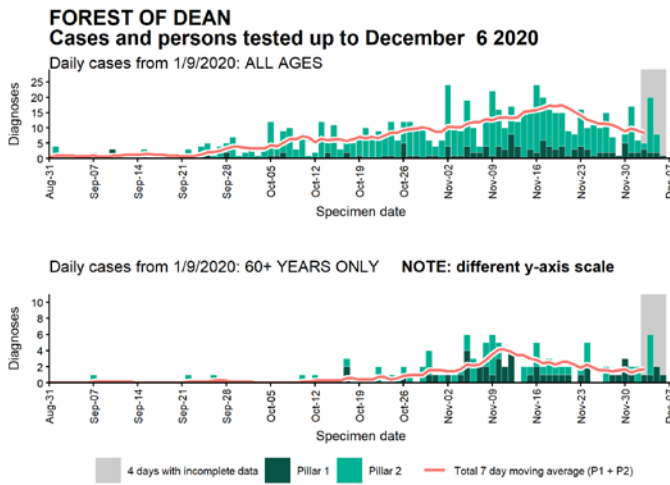 FOREST OF DEAN
Cases and persons tested up to December 6 2020
Daily cases from 1/9/2020: ALL AGES
Diagnoses
25
20
15
10
5
0
Aug-31
Sep-07
Sep-14
Sep-21
Sep-28
Oct-05
Oct-12
Oct-19
Oct-26
Nov-02
Nov-09
Nov-16
Nov-23
Nov-30
Dec-07
Specimen date
Daily cases from 1/9/2020: 60+ YEARS ONLY NOTE: different y-axis scale
Diagnoses
10
8
6
4
2
0
Aug-31
Sep-07
Sep-14
Sep-21
Sep-28
Oct-05
Oct-12
Oct-19
Oct-26
Nov-02
Nov-09
Nov-16
Nov-23
Nov-30
Dec-07
Specimen date
4 days with incomplete data Pillar 1 Pillar 2 Total 7 day moving average (P1 + P2)